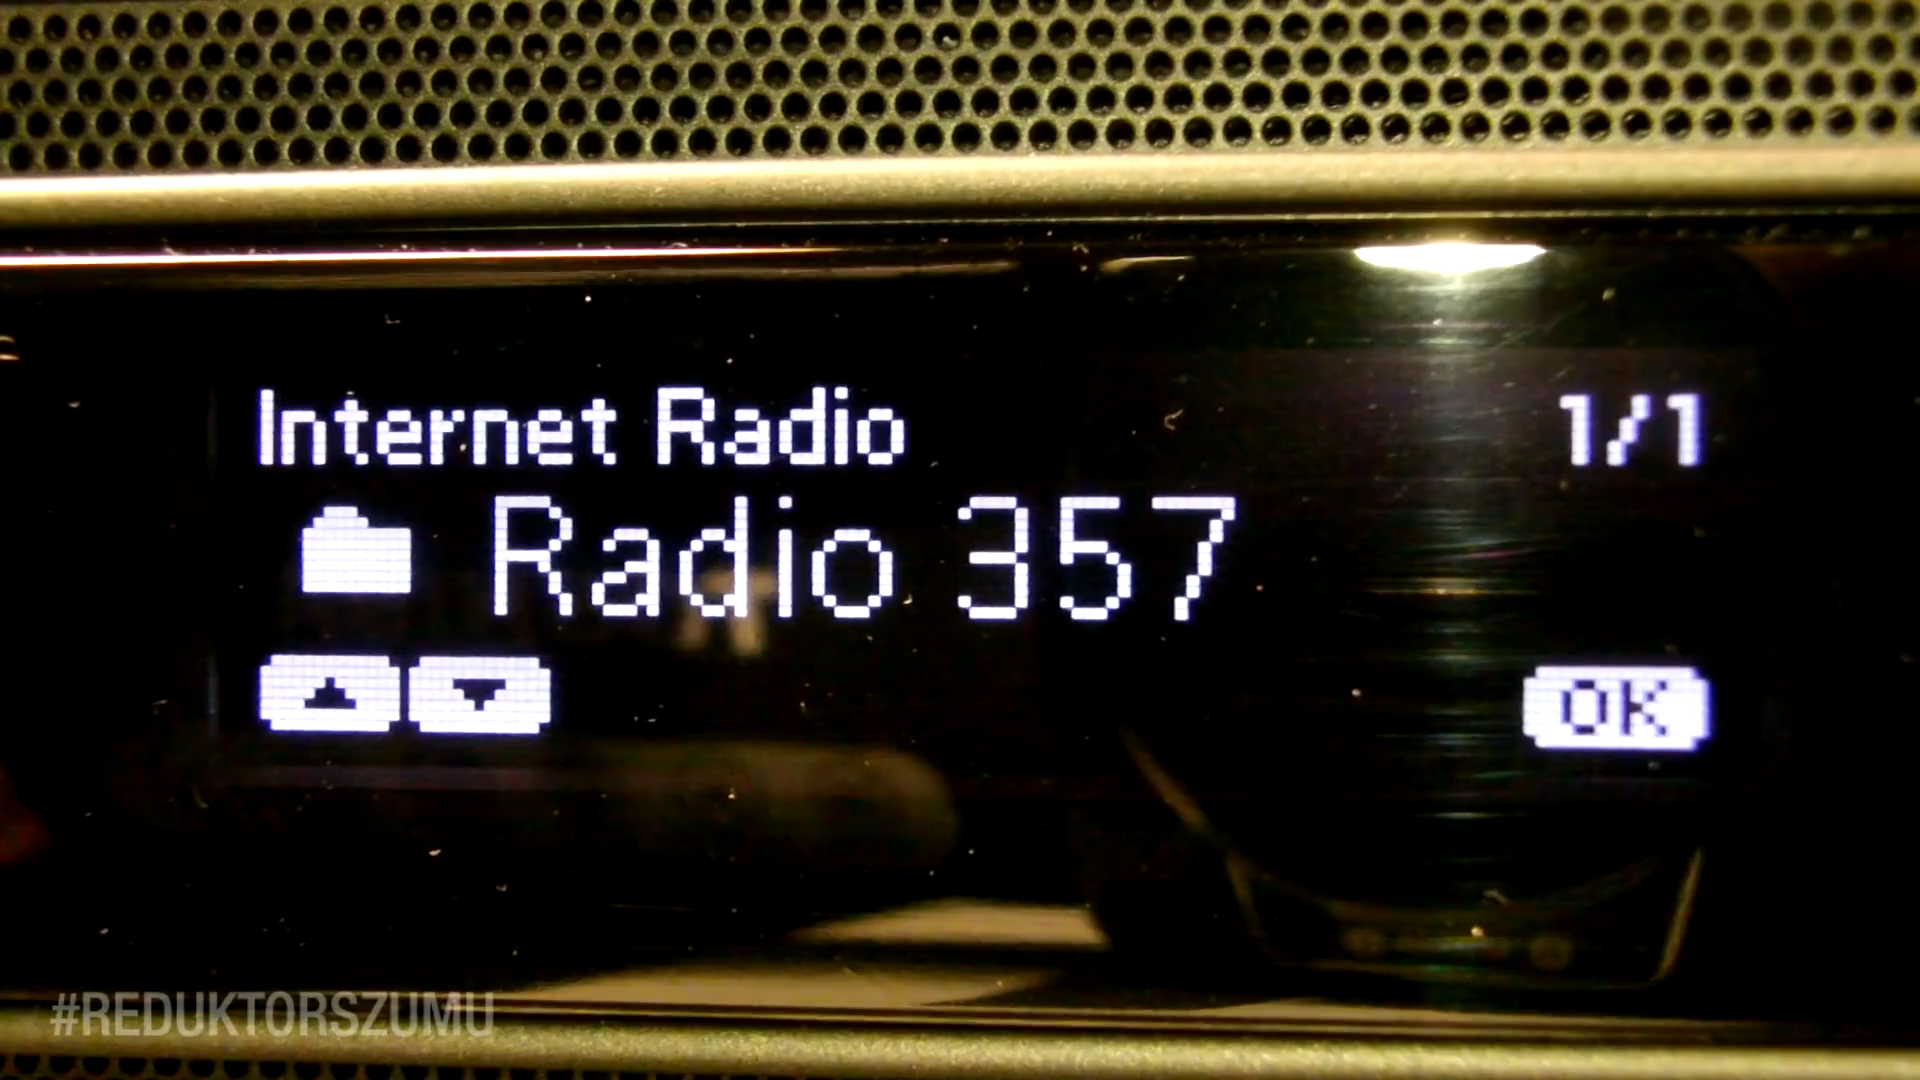 Internet Radio 1/1
Radio 357
OK
#REDUKTORSZUMU